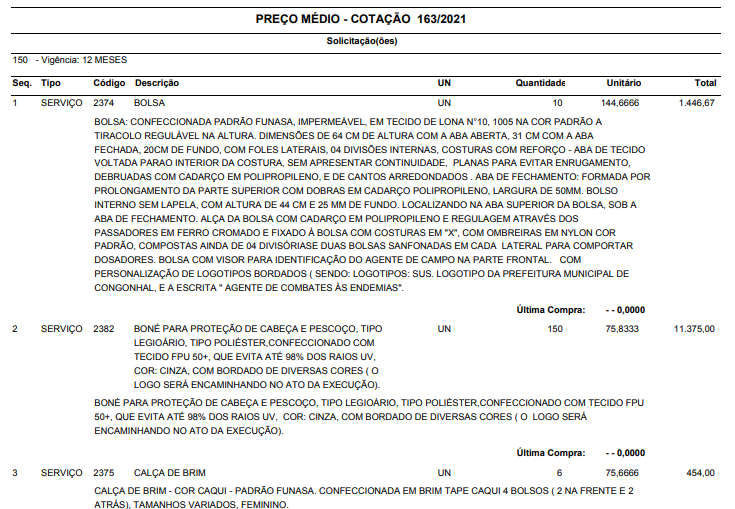 PREÇO MÉDIO - COTAÇÃO 163/2021
Solicitação(ões)
150 - Vigência: 12 MESES
Seq. Tipo Código Descrição UN Quantidade Unitário Total
1 SERVIÇO 2374 BOLSA UN 10 144,6666 1.446,67
BOLSA: CONFECCIONADA PADRÃO FUNASA, IMPERMEÁVEL, EM TECIDO DE LONA N°10, 1005 NA COR PADRÃO A
TIRACOLO REGULÁVEL NA ALTURA. DIMENSÕES DE 64 CM DE ALTURA COM A ABA ABERTA, 31 CM COM A ABA
FECHADA, 20CM DE FUNDO, COM FOLES LATERAIS, 04 DIVISÕES INTERNAS, COSTURAS COM REFORÇO - ABA DE TECIDO
VOLTADA PARAO INTERIOR DA COSTURA, SEM APRESENTAR CONTINUIDADE, PLANAS PARA EVITAR ENRUGAMENTO,
DEBRUADAS COM CADARÇO EM POLIPROPILENO, E DE CANTOS ARREDONDADOS . ABA DE FECHAMENTO: FORMADA POR
PROLONGAMENTO DA PARTE SUPERIOR COM DOBRAS EM CADARÇO POLIPROPILENO, LARGURA DE 50MM. BOLSO
INTERNO SEM LAPELA, COM ALTURA DE 44 CM E 25 MM DE FUNDO. LOCALIZANDO NA ABA SUPERIOR DA BOLSA, SOB A
ABA DE FECHAMENTO. ALÇA DA BOLSA COM CADARÇO EM POLIPROPILENO E REGULAGEM ATRAVÉS DOS
PASSADORES EM FERRO CROMADO E FIXADO À BOLSA COM COSTURAS EM "X", COM OMBREIRAS EM NYLON COR
PADRÃO, COMPOSTAS AINDA DE 04 DIVISÓRIASE DUAS BOLSAS SANFONADAS EM CADA LATERAL PARA COMPORTAR
DOSADORES. BOLSA COM VISOR PARA IDENTIFICAÇÃO DO AGENTE DE CAMPO NA PARTE FRONTAL. COM
PERSONALIZAÇÃO DE LOGOTIPOS BORDADOS ( SENDO: LOGOTIPOS: SUS. LOGOTIPO DA PREFEITURA MUNICIPAL DE
CONGONHAL, E A ESCRITA " AGENTE DE COMBATES ÀS ENDEMIAS".
Última Compra: - - 0,0000
2 SERVIÇO 2382 BONÉ PARA PROTEÇÃO DE CABEÇA E PESCOÇO, TIPO UN 150 75,8333 11.375,00
LEGIOÁRIO, TIPO POLIÉSTER,CONFECCIONADO COM
TECIDO FPU 50+, QUE EVITA ATÉ 98% DOS RAIOS UV,
COR: CINZA, COM BORDADO DE DIVERSAS CORES ( O
LOGO SERÁ ENCAMINHANDO NO ATO DA EXECUÇÃO).
BONÉ PARA PROTEÇÃO DE CABEÇA E PESCOÇO, TIPO LEGIOÁRIO, TIPO POLIÉSTER,CONFECCIONADO COM TECIDO FPU
50+, QUE EVITA ATÉ 98% DOS RAIOS UV, COR: CINZA, COM BORDADO DE DIVERSAS CORES ( O LOGO SERÁ
ENCAMINHANDO NO ATO DA EXECUÇÃO).
Última Compra: - - 0,0000
3 SERVIÇO 2375 CALÇA DE BRIM UN 6 75,6666 454,00
CALÇA DE BRIM - COR CAQUI - PADRÃO FUNASA. CONFECCIONADA EM BRIM TAPE CAQUI 4 BOLSOS ( 2 NA FRENTE E 2
ATRÁS), TAMANHOS VARIADOS, FEMININO.